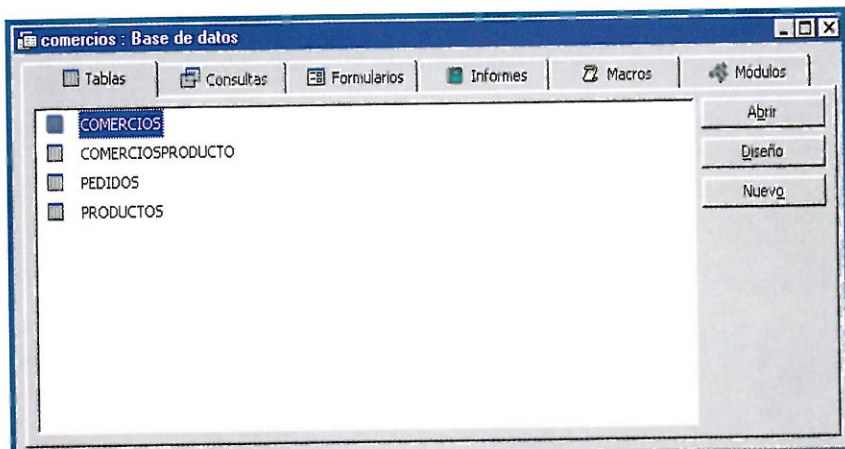 comercios : Base de datos
Tablas Consultas Formularios Informes Macros Módulos
COMERCIOS
COMERCIOSPRODUCTO
PEDIDOS
PRODUCTOS
Abrir
Diseño
Nuevo